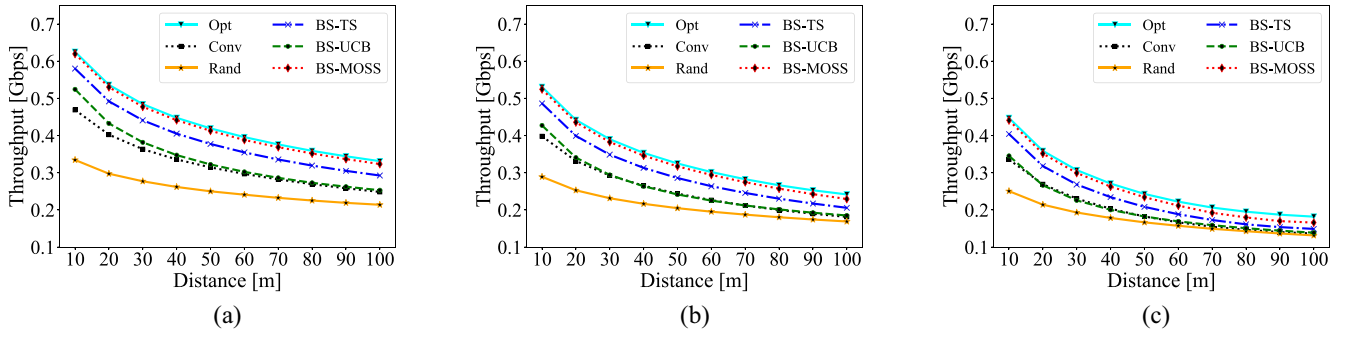 Throughput [Gbps]
0.7
0.6
0.5
0.4
0.3
0.2
0.1
Opt
Conv
Rand
BS-TS
BS-UCB
BS-MOSS
10 20 30 40 50 60 70 80 90 100
Distance [m]
(a)
Throughput [Gbps]
0.7
0.6
0.5
0.4
0.3
0.2
0.1
Opt
Conv
Rand
BS-TS
BS-UCB
BS-MOSS
10 20 30 40 50 60 70 80 90 100
Distance [m]
(b)
Throughput [Gbps]
0.7
0.6
0.5
0.4
0.3
0.2
0.1
Opt
Conv
Rand
BS-TS
BS-UCB
BS-MOSS
10 20 30 40 50 60 70 80 90 100
Distance [m]
(c)